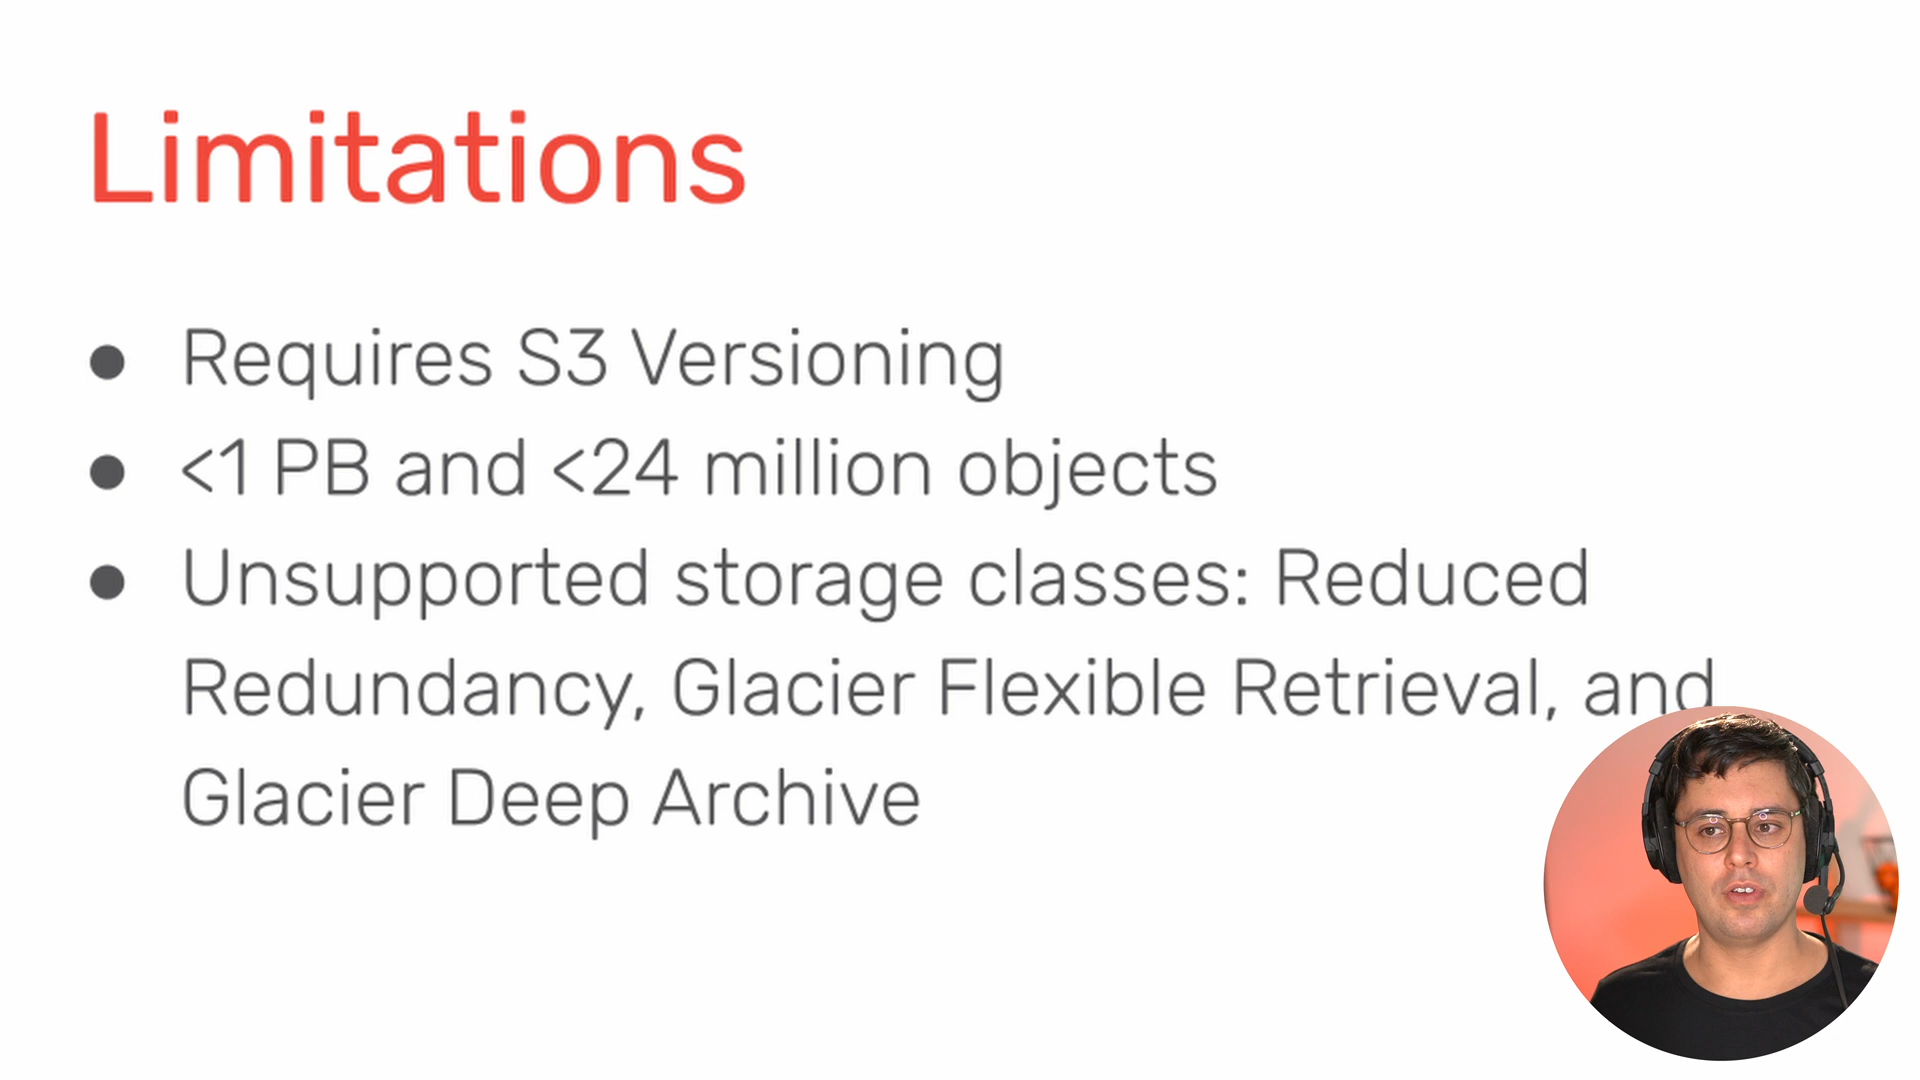 Limitations
● Requires S3 Versioning
● <1 PB and <24 million objects
● Unsupported storage classes: Reduced
Redundancy, Glacier Flexible Retrieval, and
Glacier Deep Archive